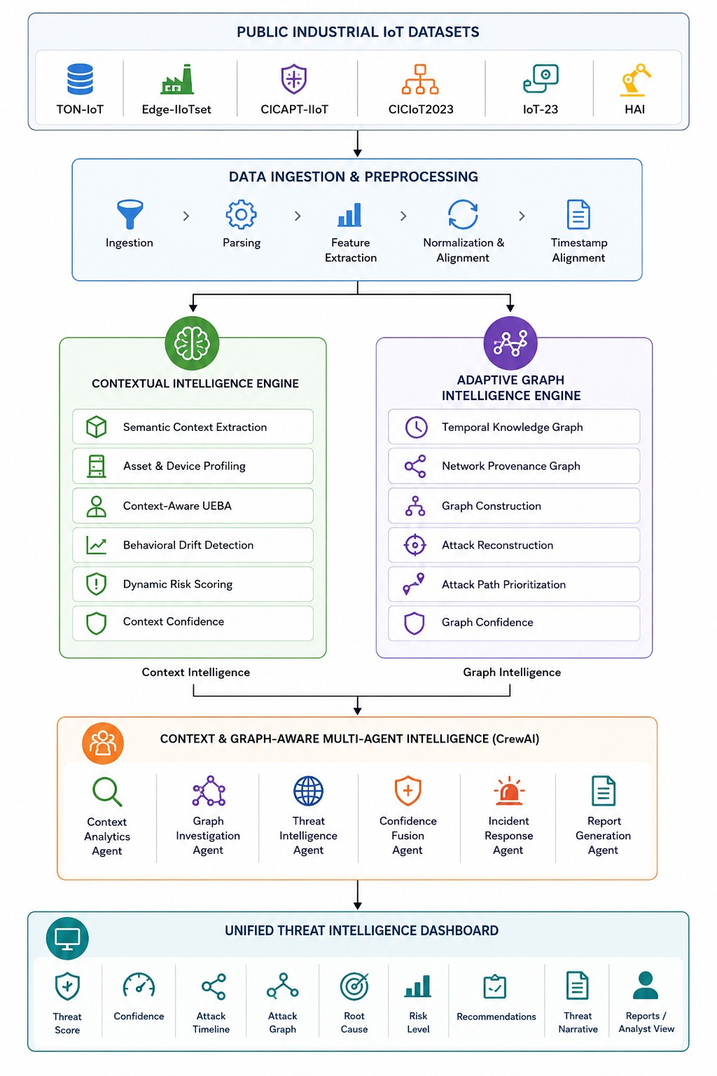 PUBLIC INDUSTRIAL IoT DATASETS
TON-IoT
Edge-IIoTset
CICAPT-IIoT
CICIoT2023
IoT-23
HAI
DATA INGESTION & PREPROCESSING
Ingestion
Parsing
Feature
Extraction
Normalization &
Alignment
Timestamp
Alignment
CONTEXTUAL INTELLIGENCE ENGINE
Semantic Context Extraction
Asset & Device Profiling
Context-Aware UEBA
Behavioral Drift Detection
Dynamic Risk Scoring
Context Confidence
Context Intelligence
ADAPTIVE GRAPH
INTELLIGENCE ENGINE
Temporal Knowledge Graph
Network Provenance Graph
Graph Construction
Attack Reconstruction
Attack Path Prioritization
Graph Confidence
Graph Intelligence
CONTEXT & GRAPH-AWARE MULTI-AGENT INTELLIGENCE (CrewAI)
Context
Analytics
Agent
Graph
Investigation
Agent
Threat
Intelligence
Agent
Confidence
Fusion
Agent
Incident
Response
Agent
Report
Generation
Agent
UNIFIED THREAT INTELLIGENCE DASHBOARD
Threat
Score
Confidence
Attack
Timeline
Attack
Graph
Root
Cause
Risk
Level
Recommendations
Threat
Narrative
Reports /
Analyst View